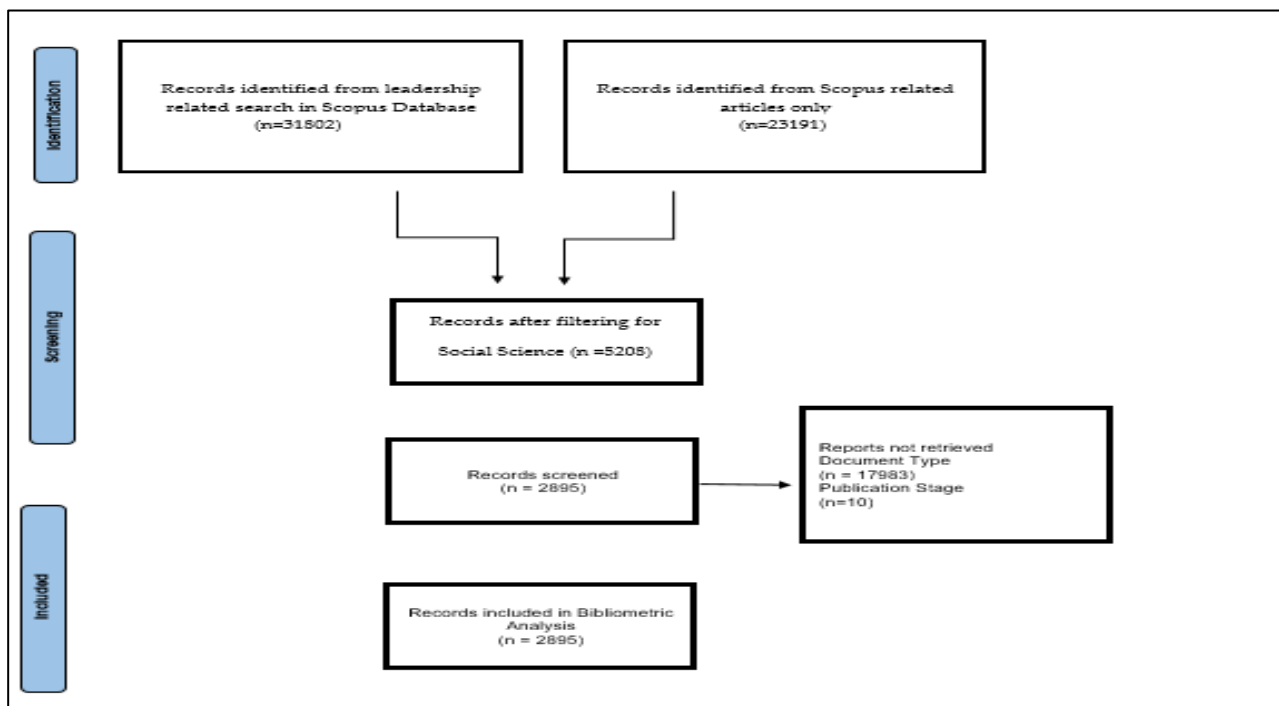 Identification
Records identified from leadership
related search in Scopus Database
(n=31802)
Records identified from Scopus related
articles only
(n=23191)
Screening
Records after filtering for
Social Science (n =5208)
Records screened
(n = 2895)
Reports not retrieved
Document Type
(n = 17983)
Publication Stage
(n=10)
Included
Records included in Bibliometric
Analysis
(n = 2895)